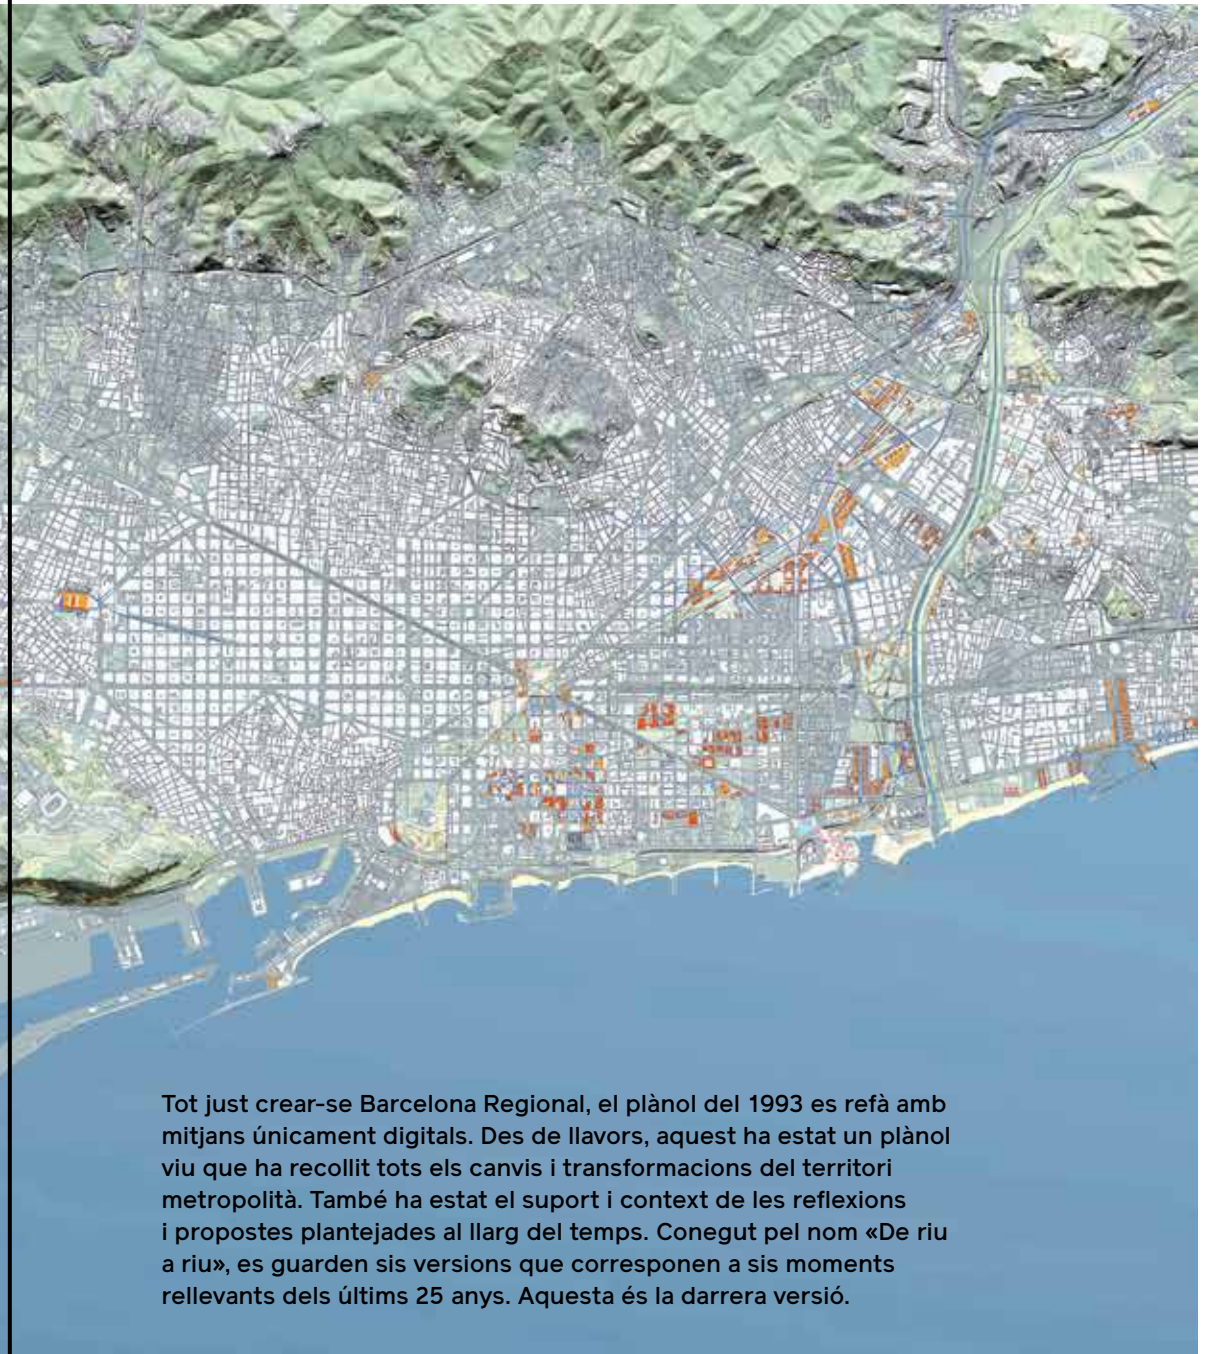 Tot just crear-se Barcelona Regional, el plànol del 1993 es refà amb
mitjans únicament digitals. Des de llavors, aquest ha estat un plànol
viu que ha recollit tots els canvis i transformacions del territori
metropolità. També ha estat el suport i context de les reflexions
i propostes plantejades al llarg del temps. Conegut pel nom «De riu
a riu», es guarden sis versions que corresponen a sis moments
rellevants dels últims 25 anys. Aquesta és la darrera versió.